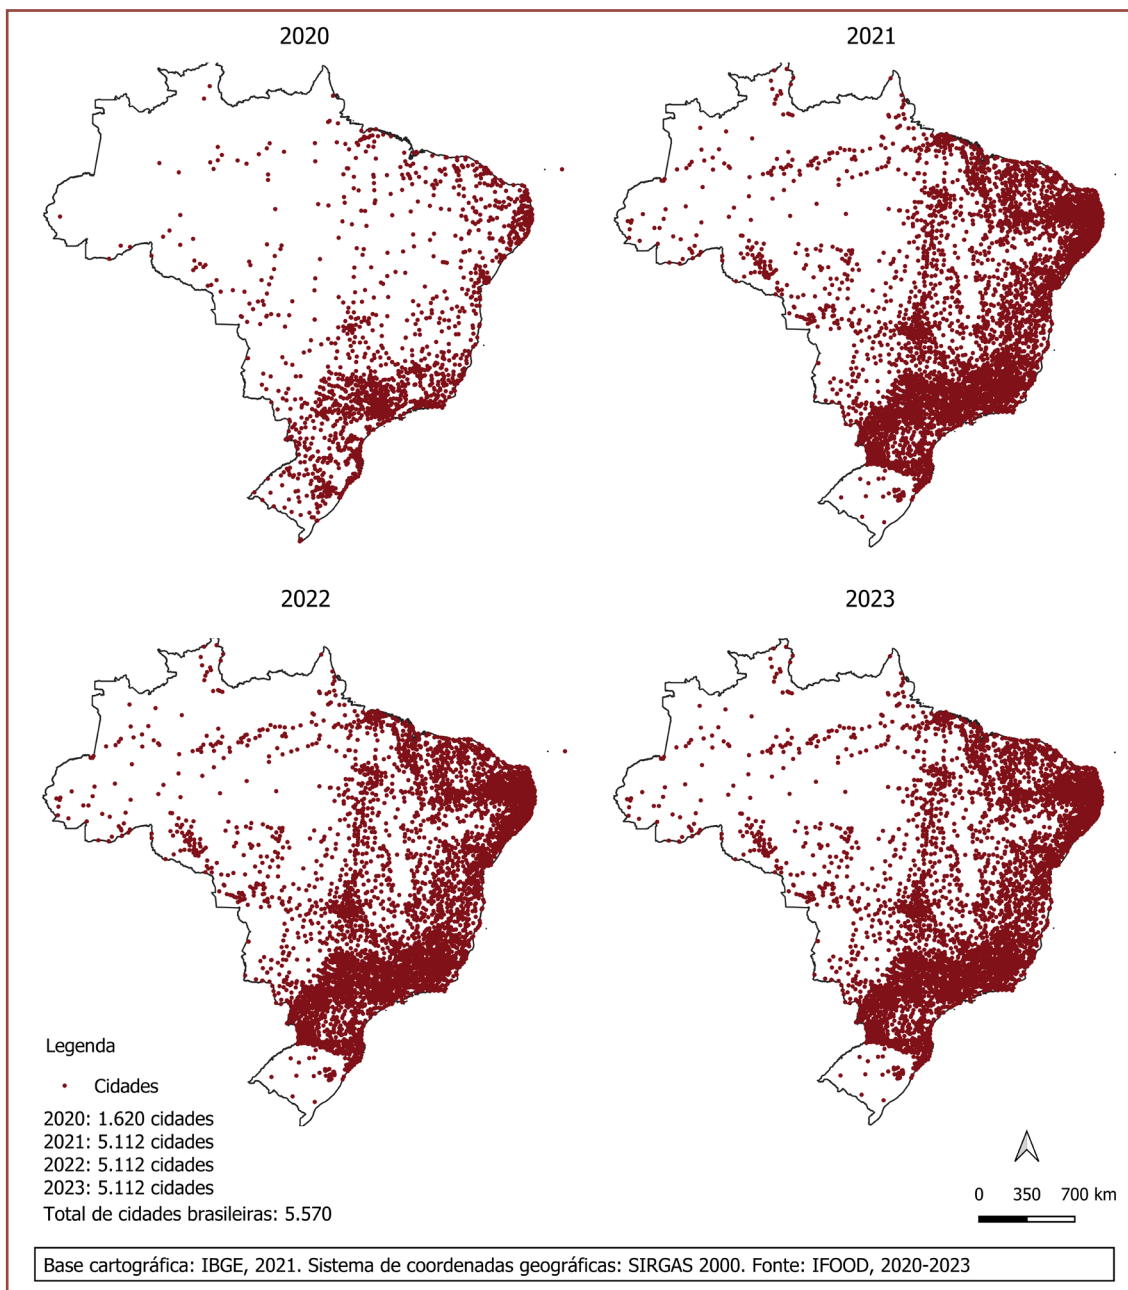 2020
2021
2022
2023
Legenda
Cidades
2020: 1.620 cidades
2021: 5.112 cidades
2022: 5.112 cidades
2023: 5.112 cidades
Total de cidades brasileiras: 5.570
0 350 700 km
Base cartográfica: IBGE, 2021. Sistema de coordenadas geográficas: SIRGAS 2000. Fonte: IFOOD, 2020-2023